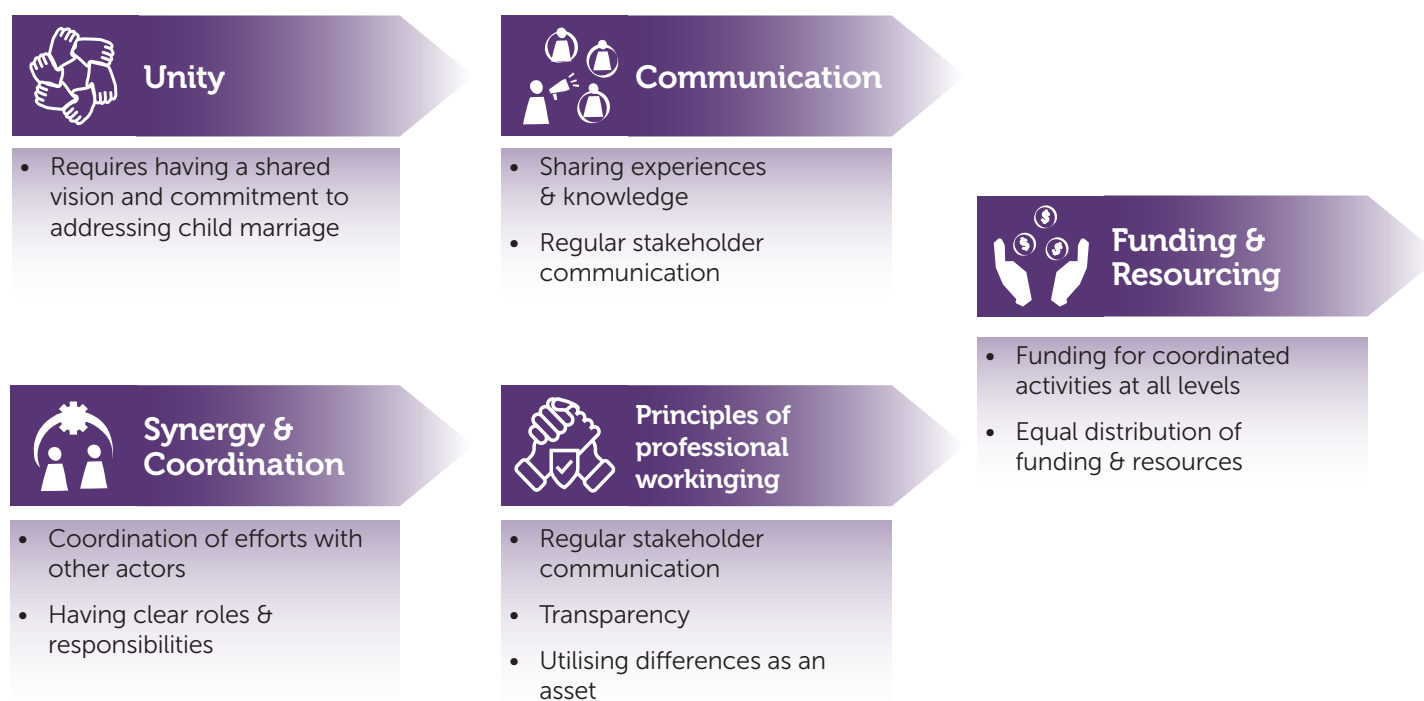 Unity
• Requires having a shared
vision and commitment to
addressing child marriage
Communication
• Sharing experiences
& knowledge
• Regular stakeholder
communication
Synergy &
Coordination
• Coordination of efforts with
other actors
• Having clear roles &
responsibilities
Principles of
professional
workinging
• Regular stakeholder
communication
• Transparency
• Utilising differences as an
asset
Funding &
Resourcing
$
$
$
• Funding for coordinated
activities at all levels
• Equal distribution of
funding & resources